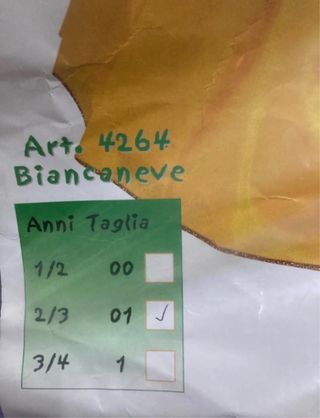 Art. 4264
Biancaneve
Anni Taglia
1/2 00
2/3 01
3/4 1